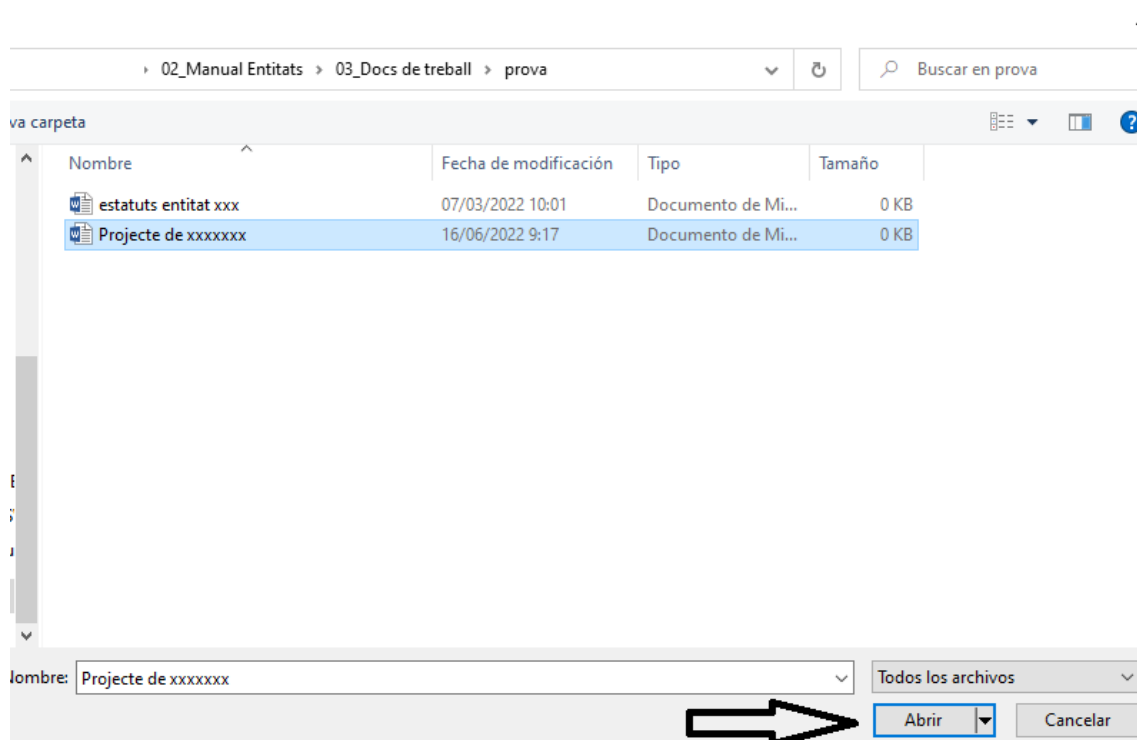 02_Manual Entitats › 03_Docs de treball › prova
Buscar en prova
va carpeta
?
Nombre Fecha de modificación Tipo Tamaño
estatuts entitat xxx 07/03/2022 10:01 Documento de Mi... 0 KB
Projecte de xxxxxxx 16/06/2022 9:17 Documento de Mi... 0 KB
Nombre: Projecte de xxxxxxx Todos los archivos
Abrir Cancelar